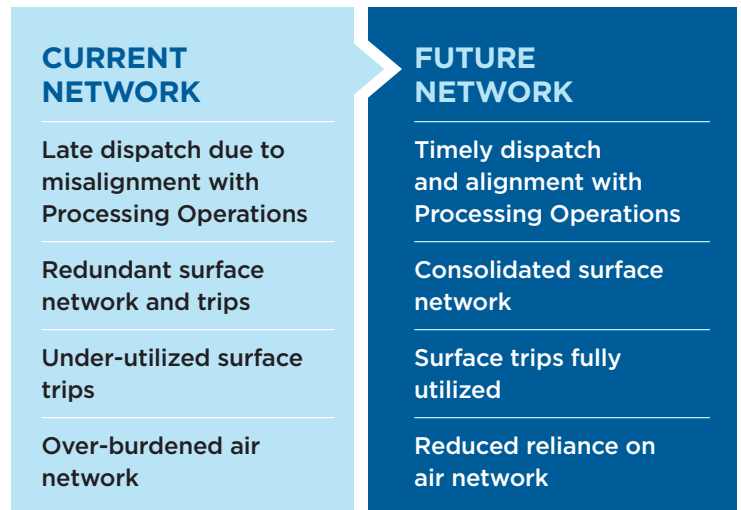 CURRENT
NETWORK
Late dispatch due to
misalignment with
Processing Operations
Redundant surface
network and trips
Under-utilized surface
trips
Over-burdened air
network
FUTURE
NETWORK
Timely dispatch
and alignment with
Processing Operations
Consolidated surface
network
Surface trips fully
utilized
Reduced reliance on
air network